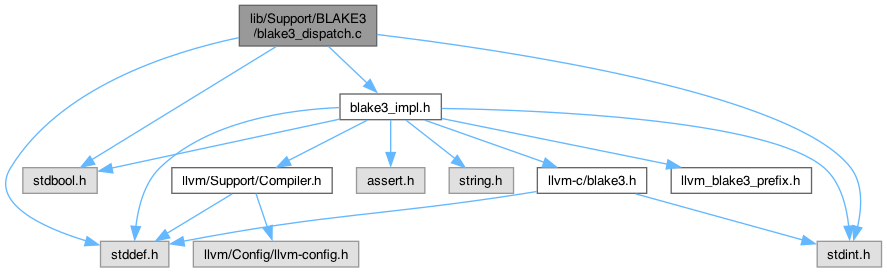 lib/Support/BLAKE3
/blake3_dispatch.c
blake3_impl.h
stdbool.h
llvm/Support/Compiler.h
assert.h
string.h
llvm-c/blake3.h
llvm_blake3_prefix.h
stddef.h
llvm/Config/llvm-config.h
stdint.h